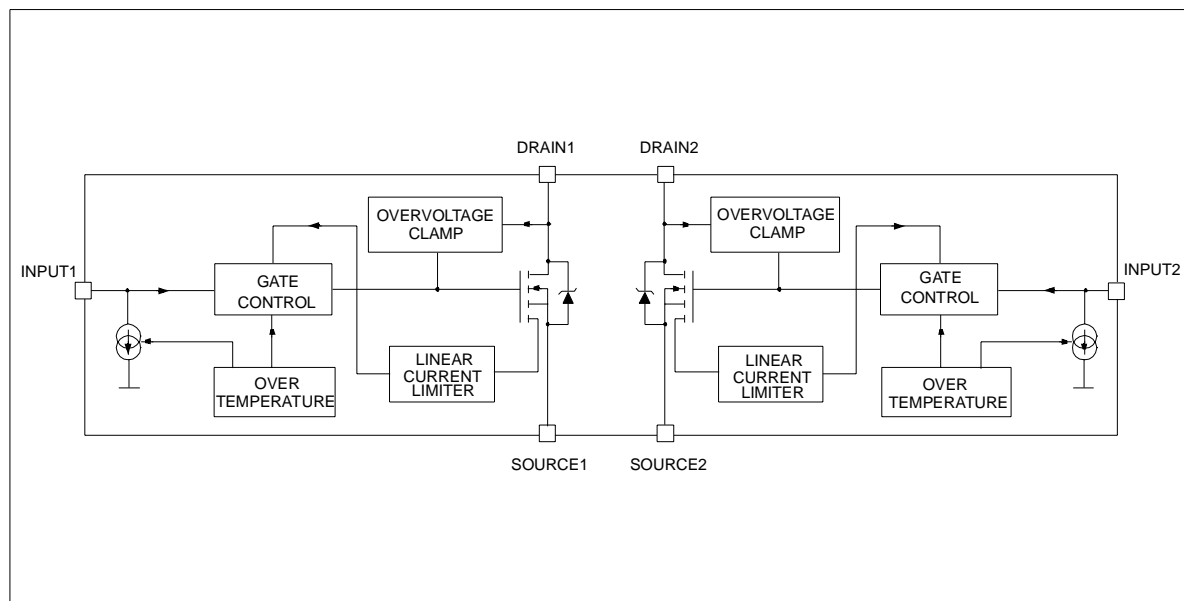 DRAIN1
DRAIN2
OVERVOLTAGE
CLAMP
OVERVOLTAGE
CLAMP
INPUT1
GATE
CONTROL
GATE
CONTROL
INPUT2
LINEAR
CURRENT
LIMITER
LINEAR
CURRENT
LIMITER
OVER
TEMPERATURE
OVER
TEMPERATURE
SOURCE1
SOURCE2